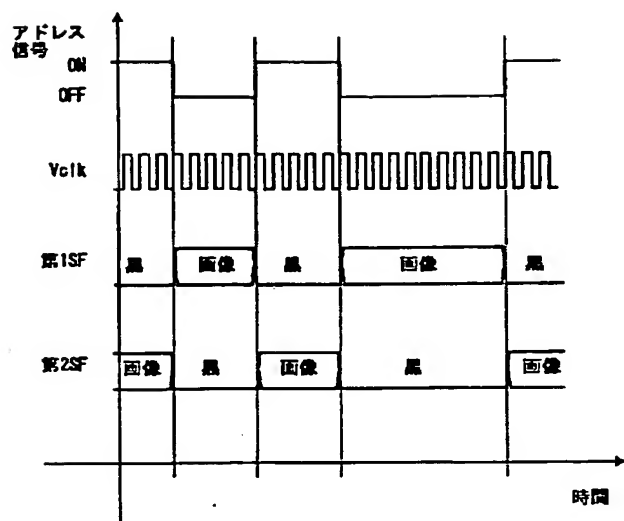 アドレス
信号
ON
OFF
Vclk
第1SF
黒 画像 黒 画像 黒
第2SF
画像 黒 画像 黒 画像
時間